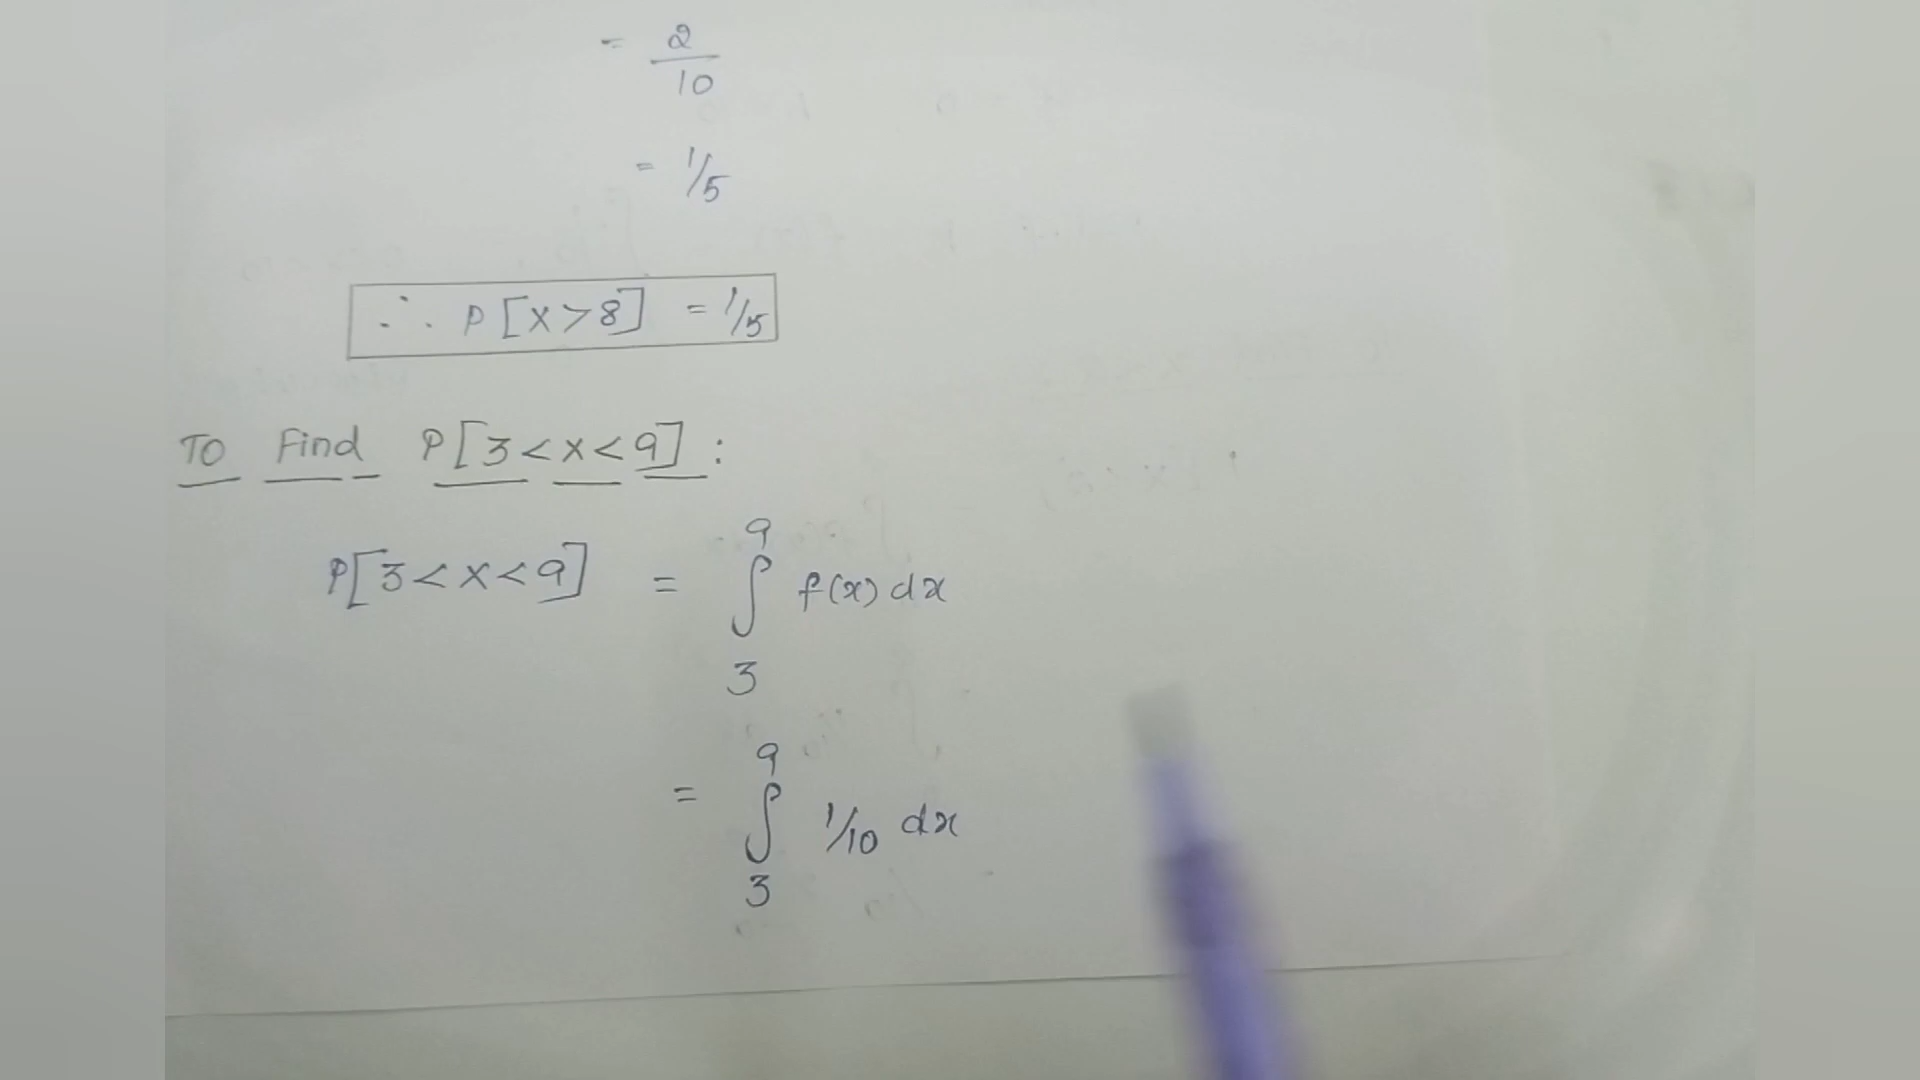 = 2/10
= 1/5
∴ P[X>8] = 1/5
To Find P[3<X<9] :
P[3<X<9] = ∫₃⁹ f(x) dx
= ∫₃⁹ 1/10 dx